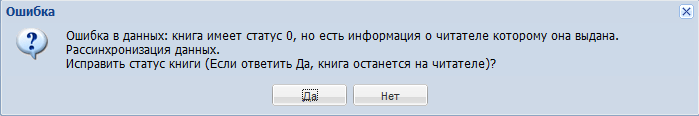 Ошибка
Ошибка в данных: книга имеет статус 0, но есть информация о читателе которому она выдана.
Рассинхронизация данных.
Исправить статус книги (Если ответить Да, книга останется на читателе)?
Да
Нет